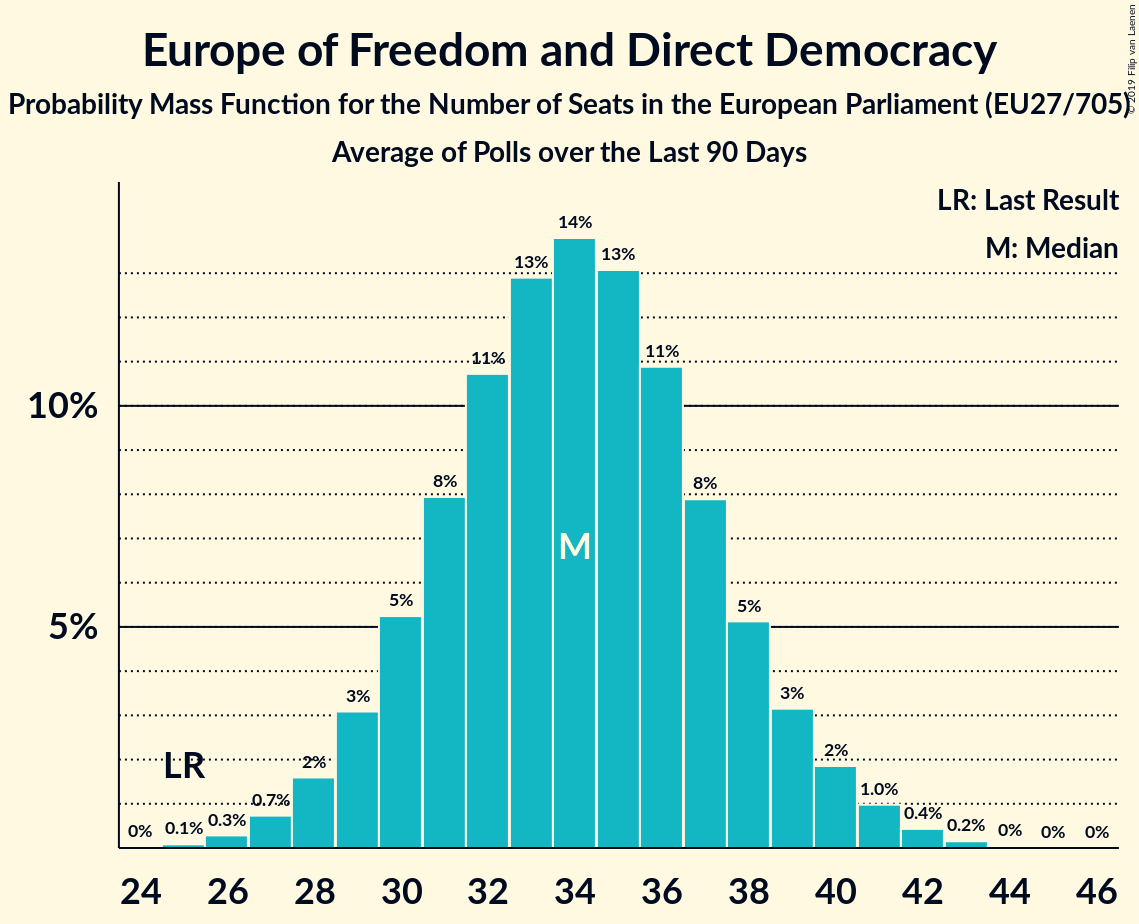 Europe of Freedom and Direct Democracy
Probability Mass Function for the Number of Seats in the European Parliament (EU27/705)
Average of Polls over the Last 90 Days
© 2019 Filip van Laenen
LR: Last Result
M: Median
10%
5%
0%
0.1%
0.3%
0.7%
2%
3%
5%
8%
11%
13%
14%
13%
11%
8%
5%
3%
2%
1.0%
0.4%
0.2%
0%
0%
0%
LR
M
24 26 28 30 32 34 36 38 40 42 44 46